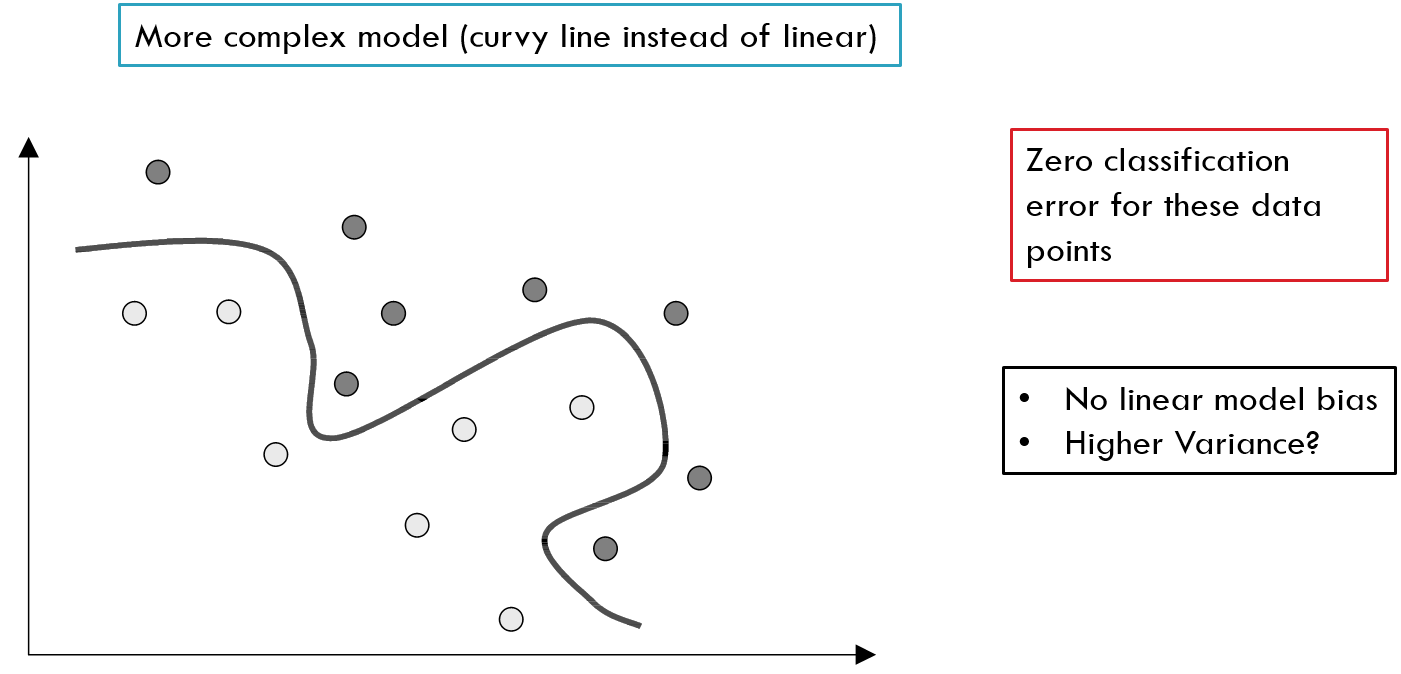 More complex model (curvy line instead of linear)
Zero classification
error for these data
points
• No linear model bias
• Higher Variance?